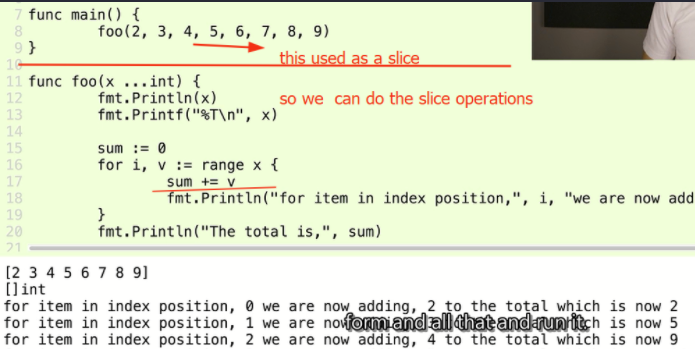 7 func main() {
8 foo(2, 3, 4, 5, 6, 7, 8, 9)
9 }
this used as a slice
10
11 func foo(x ...int) {
12 fmt.Println(x)
so we can do the slice operations
13 fmt.Printf("%T\n", x)
14
15 sum := 0
16 for i, v := range x {
17 sum += v
18 fmt.Println("for item in index position,", i, "we are now add
19 }
20 fmt.Println("The total is,", sum)
21
[2 3 4 5 6 7 8 9]
[]int
for item in index position, 0 we are now adding, 2 to the total which is now 2
for item in index position, 1 we are now ch is now 5
form and all that and run it.
for item in index position, 2 we are now adding, 4 to the total which is now 9